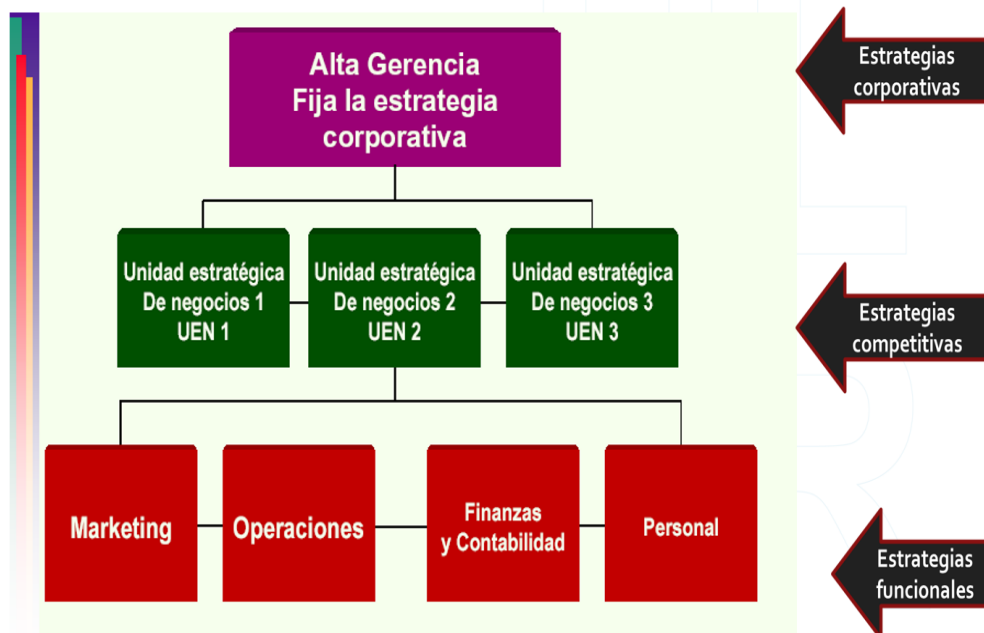 Alta Gerencia
Fija la estrategia
corporativa
Estrategias
corporativas
Unidad estratégica
De negocios 1
UEN 1
Unidad estratégica
De negocios 2
UEN 2
Unidad estratégica
De negocios 3
UEN 3
Estrategias
competitivas
Marketing
Operaciones
Finanzas
y Contabilidad
Personal
Estrategias
funcionales